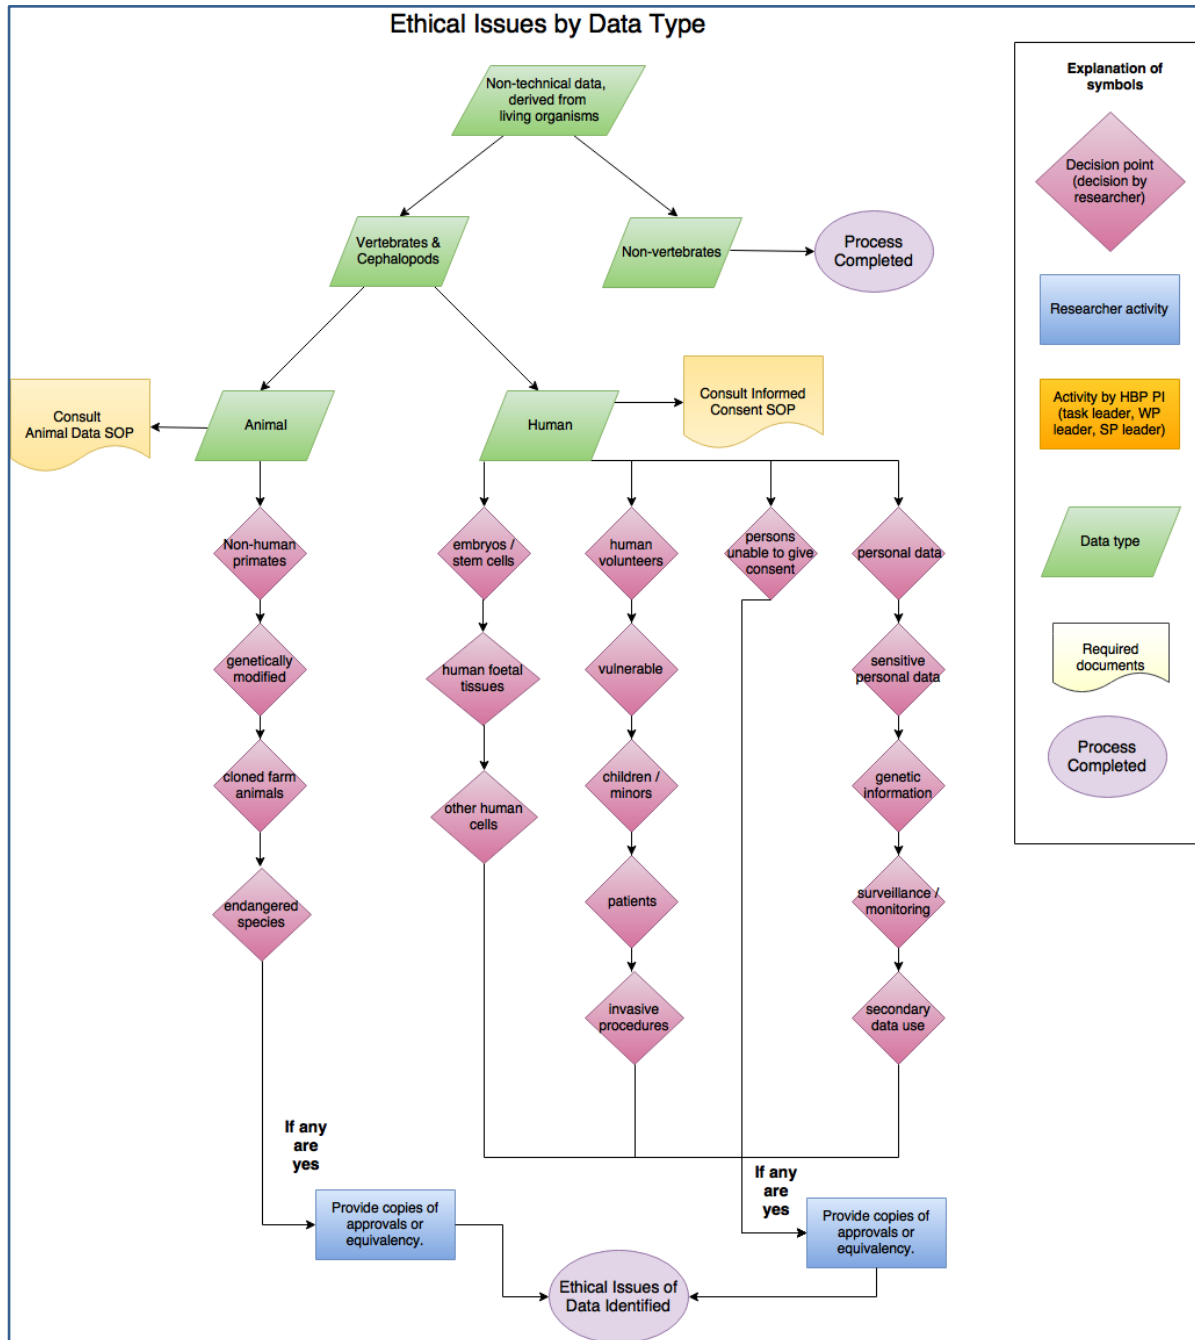 Ethical Issues by Data Type
Non-technical data,
derived from
living organisms
Vertebrates &
Cephalopods
Non-vertebrates
Process
Completed
Consult
Animal Data SOP
Animal
Human
Consult Informed
Consent SOP
Non-human
primates
genetically
modified
cloned farm
animals
endangered
species
embryos /
stem cells
human foetal
tissues
other human
cells
human
volunteers
vulnerable
children /
minors
patients
invasive
procedures
persons
unable to give
consent
personal data
sensitive
personal data
genetic
information
surveillance /
monitoring
secondary
data use
If any
are
yes
Provide copies of
approvals or
equivalency.
If any
are
yes
Provide copies of
approvals or
equivalency.
Ethical Issues of
Data Identified
Explanation of
symbols
Decision point
(decision by
researcher)
Researcher activity
Activity by HBP PI
(task leader, WP
leader, SP leader)
Data type
Required
documents
Process
Completed